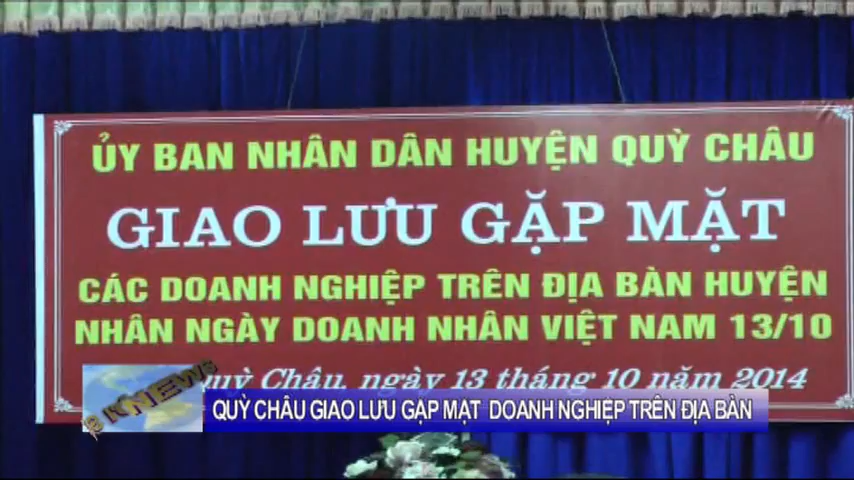 ỦY BAN NHÂN DÂN HUYỆN QUỲ CHÂU
GIAO LƯU GẶP MẶT
CÁC DOANH NGHIỆP TRÊN ĐỊA BÀN HUYỆN
NHÂN NGÀY DOANH NHÂN VIỆT NAM 13/10
Quỳ Châu, ngày 13 tháng 10 năm 2014
KNEWS
QUỲ CHÂU GIAO LƯU GẶP MẶT DOANH NGHIỆP TRÊN ĐỊA BÀN